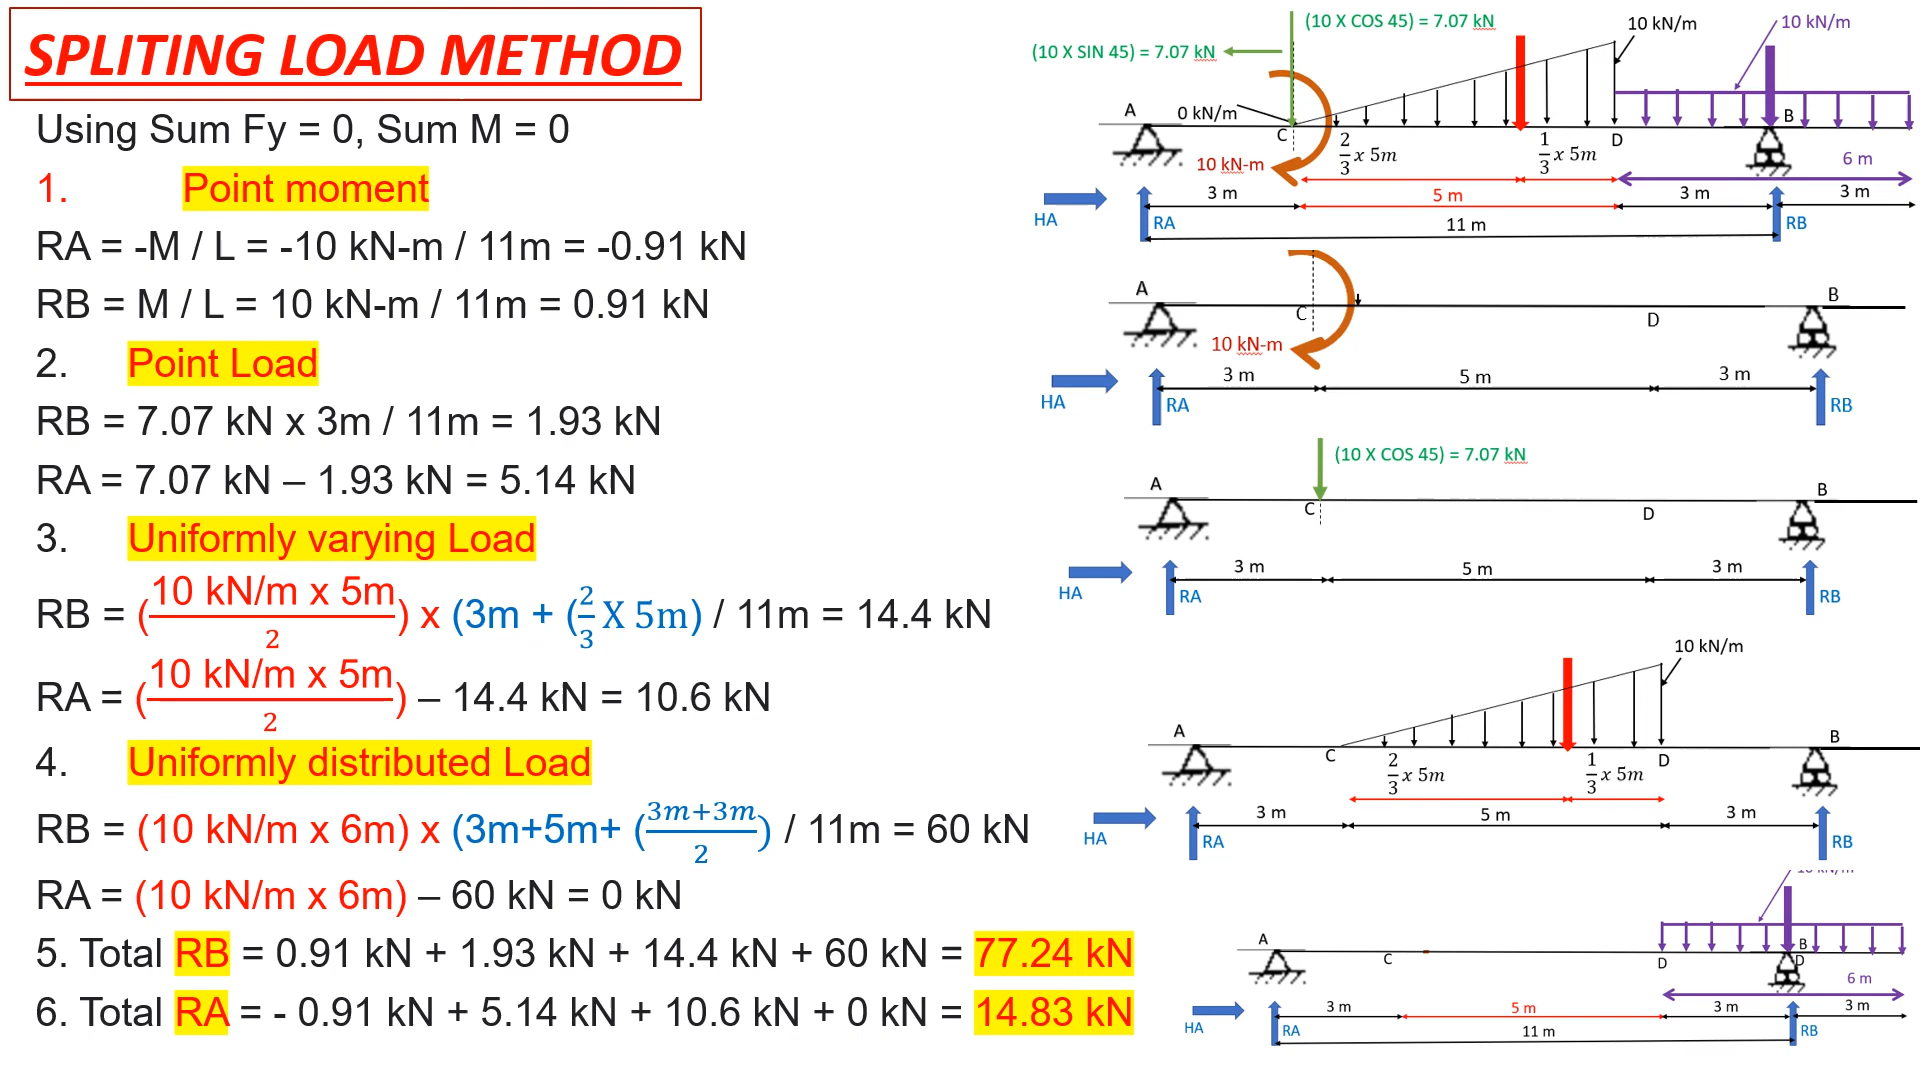 SPLITING LOAD METHOD
Using Sum Fy = 0, Sum M = 0
1. Point moment
RA = -M / L = -10 kN-m / 11m = -0.91 kN
RB = M / L = 10 kN-m / 11m = 0.91 kN
2. Point Load
RB = 7.07 kN x 3m / 11m = 1.93 kN
RA = 7.07 kN – 1.93 kN = 5.14 kN
3. Uniformly varying Load
RB = (10 kN/m x 5m / 2) x (3m + (2/3 X 5m) / 11m = 14.4 kN
RA = (10 kN/m x 5m / 2) – 14.4 kN = 10.6 kN
4. Uniformly distributed Load
RB = (10 kN/m x 6m) x (3m+5m+ (3m+3m / 2) / 11m = 60 kN
RA = (10 kN/m x 6m) – 60 kN = 0 kN
5. Total RB = 0.91 kN + 1.93 kN + 14.4 kN + 60 kN = 77.24 kN
6. Total RA = - 0.91 kN + 5.14 kN + 10.6 kN + 0 kN = 14.83 kN
(10 X COS 45) = 7.07 kN
10 kN/m
10 kN/m
(10 X SIN 45) = 7.07 kN
A
0 kN/m
B
C
2/3 x 5m
1/3 x 5m
D
10 kN-m
6 m
3 m
5 m
3 m
3 m
HA
RA
11 m
RB
A
B
C
D
10 kN-m
3 m
5 m
3 m
HA
RA
RB
(10 X COS 45) = 7.07 kN
A
B
C
D
3 m
5 m
3 m
HA
RA
RB
10 kN/m
A
B
C
2/3 x 5m
1/3 x 5m
D
3 m
5 m
3 m
HA
RA
RB
A
B
C
D
D
6 m
3 m
5 m
3 m
3 m
HA
RA
11 m
RB